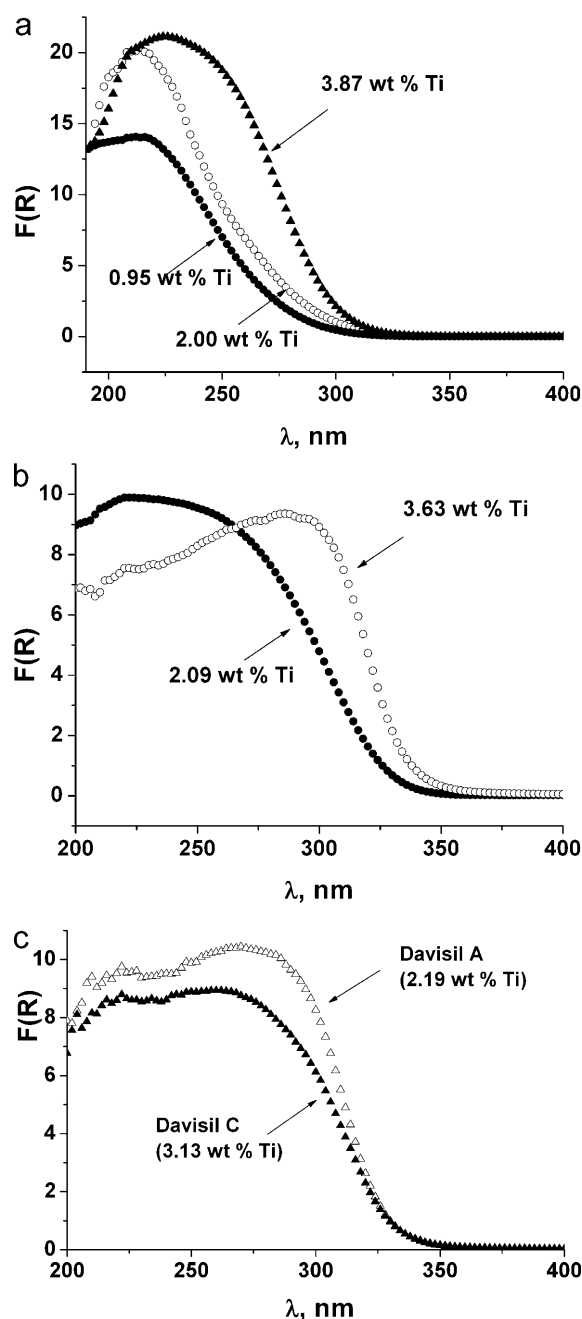 a
20
15
10
5
0
F(R)
3.87 wt % Ti
0.95 wt % Ti
2.00 wt % Ti
200 250 300 350 400
λ, nm
b
10
8
6
4
2
0
F(R)
3.63 wt % Ti
2.09 wt % Ti
200 250 300 350 400
λ, nm
c
10
8
6
4
2
0
F(R)
Davisil A
(2.19 wt % Ti)
Davisil C
(3.13 wt % Ti)
200 250 300 350 400
λ, nm